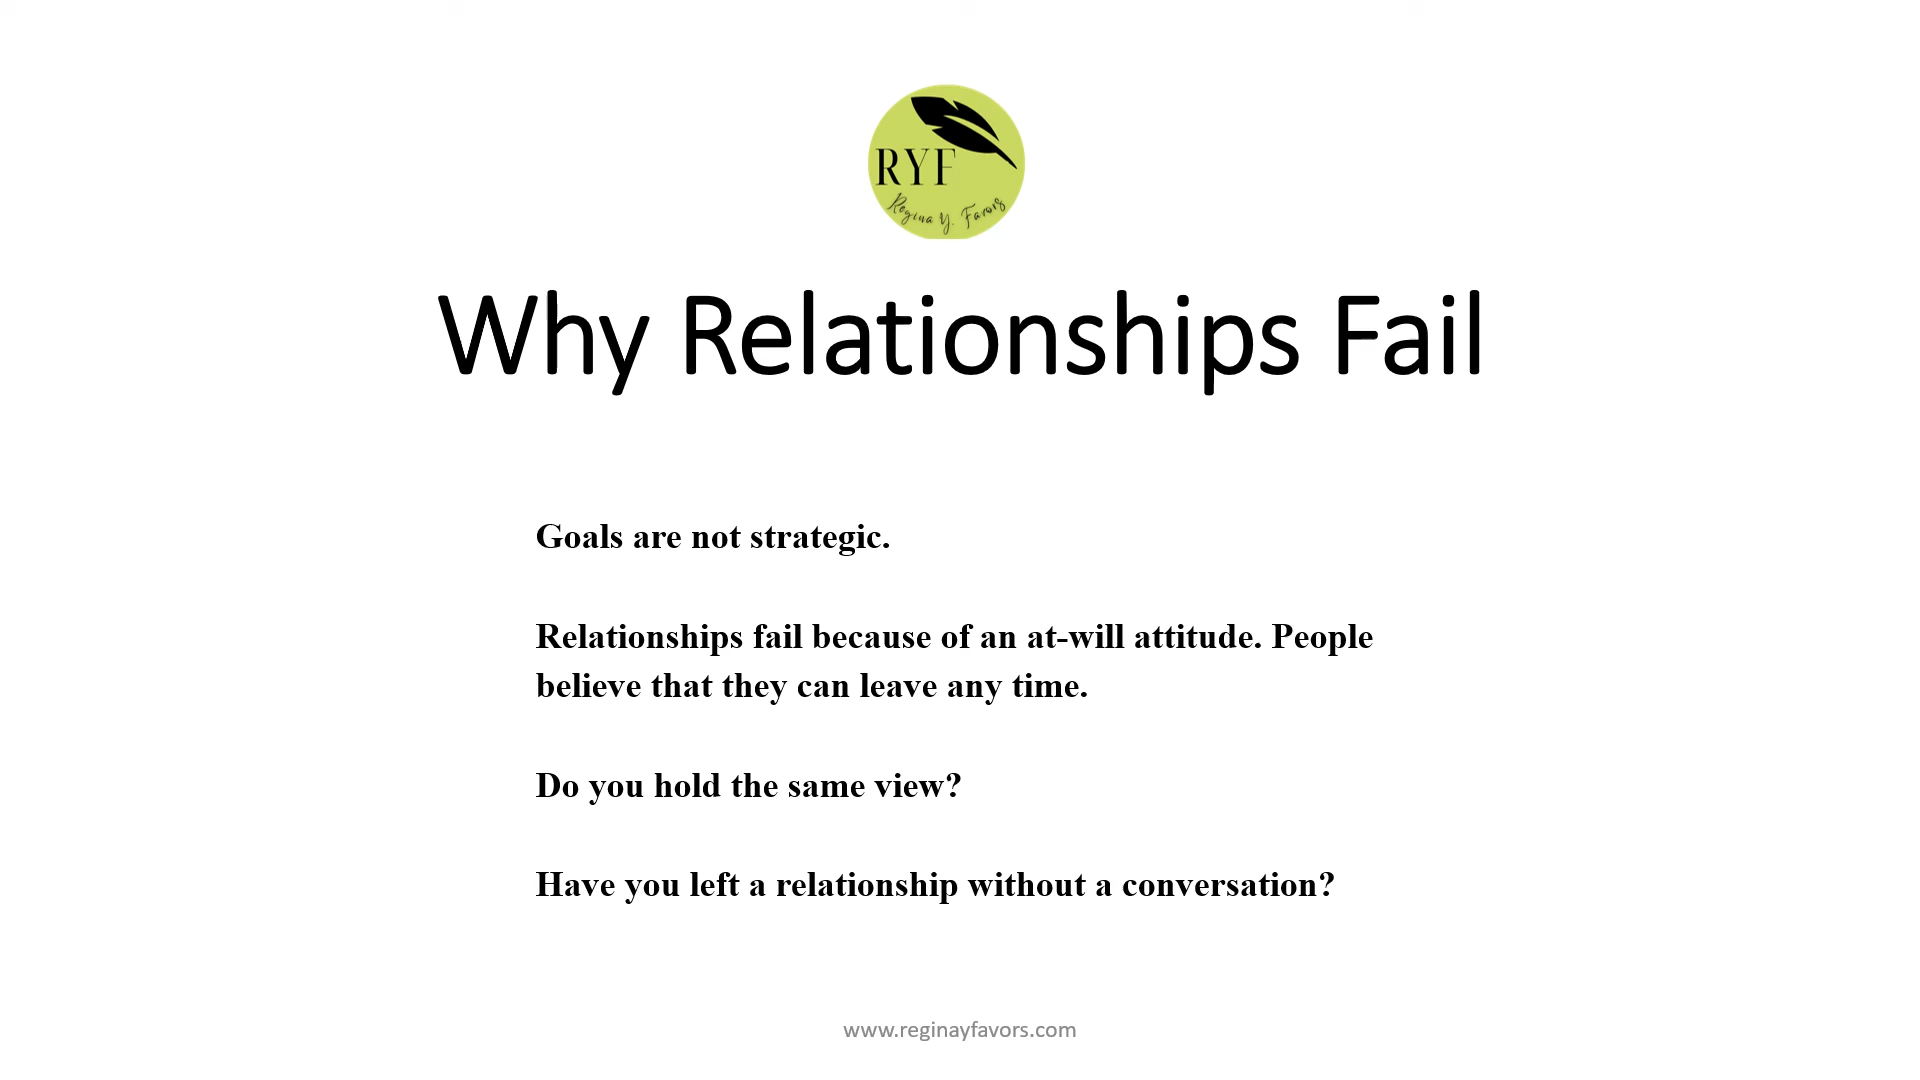 RYF
Regina Y. Favors
Why Relationships Fail
Goals are not strategic.
Relationships fail because of an at-will attitude. People
believe that they can leave any time.
Do you hold the same view?
Have you left a relationship without a conversation?
www.reginayfavors.com